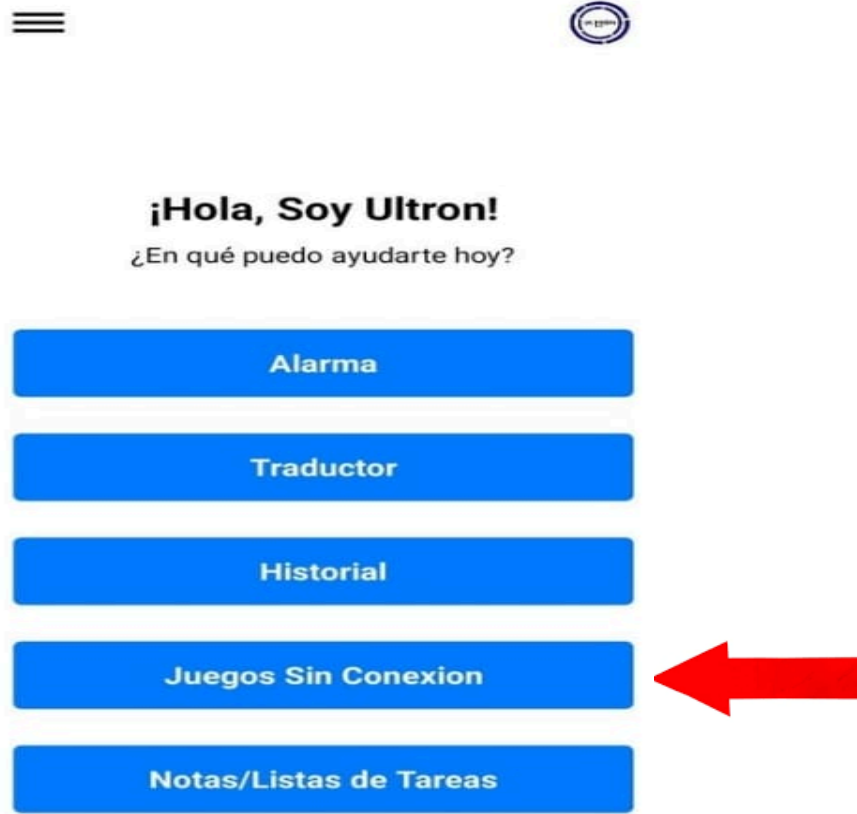 ¡Hola, Soy Ultron!
¿En qué puedo ayudarte hoy?
Alarma
Traductor
Historial
Juegos Sin Conexion
Notas/Listas de Tareas